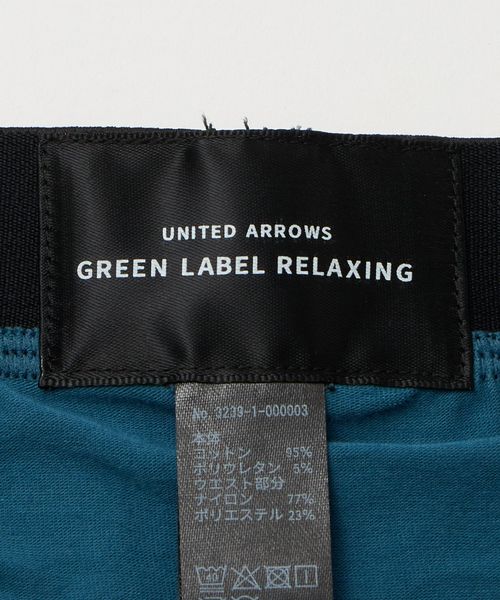 UNITED ARROWS
GREEN LABEL RELAXING
No. 3239-1-000003
本体
コットン 95%
ポリウレタン 5%
ウエスト部分
ナイロン 77%
ポリエステル 23%
40